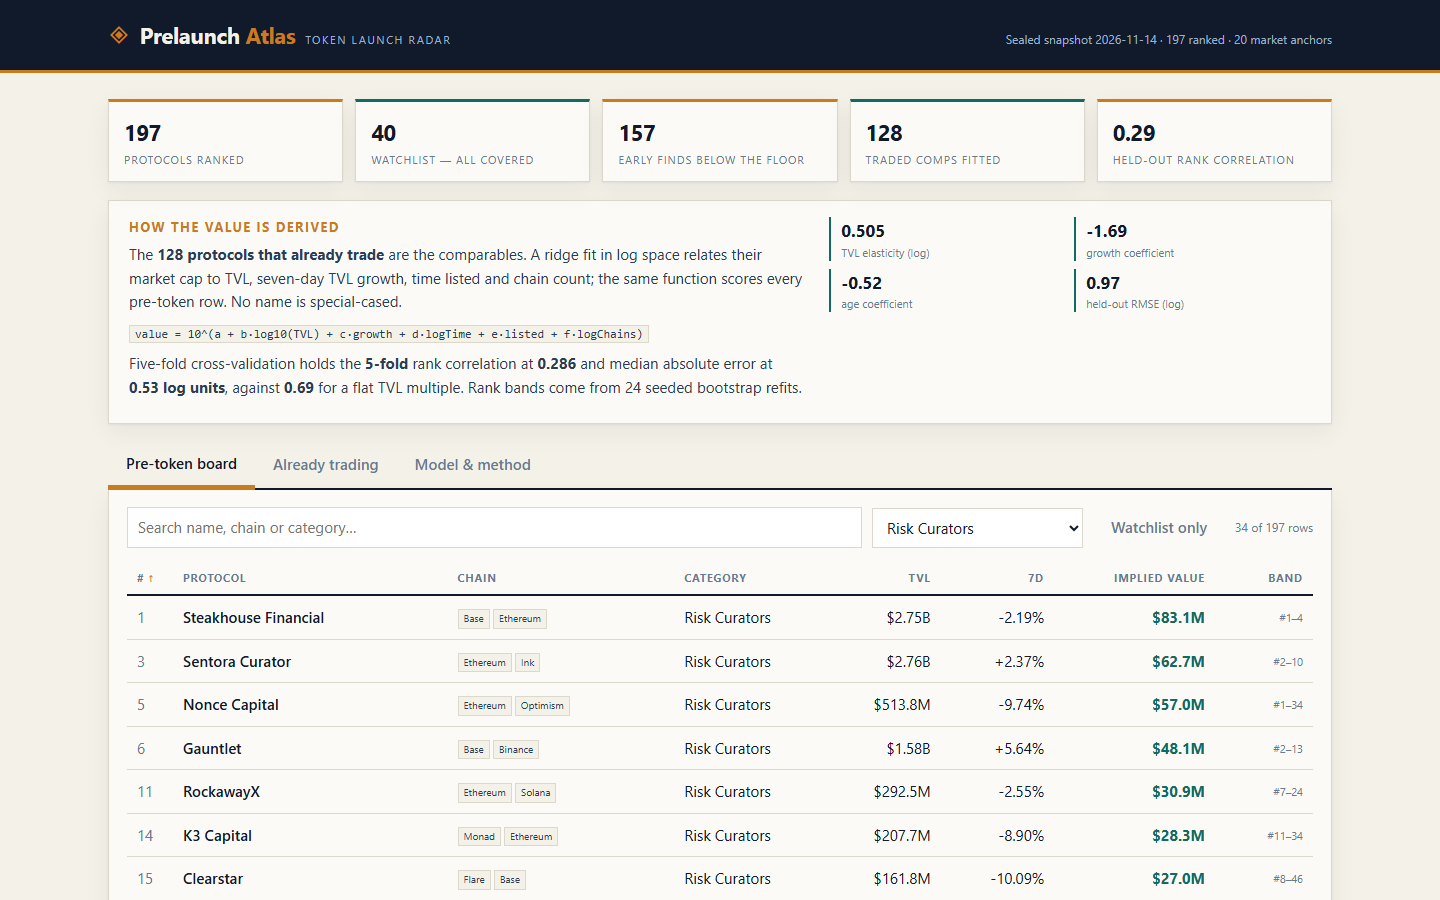 Prelaunch Atlas TOKEN LAUNCH RADAR
Sealed snapshot 2026-11-14 · 197 ranked · 20 market anchors
197
PROTOCOLS RANKED
40
WATCHLIST — ALL COVERED
157
EARLY FINDS BELOW THE FLOOR
128
TRADED COMPS FITTED
0.29
HELD-OUT RANK CORRELATION
HOW THE VALUE IS DERIVED
The 128 protocols that already trade are the comparables. A ridge fit in log space relates their
market cap to TVL, seven-day TVL growth, time listed and chain count; the same function scores every
pre-token row. No name is special-cased.
value = 10^(a + b·log10(TVL) + c·growth + d·logTime + e·listed + f·logChains)
Five-fold cross-validation holds the 5-fold rank correlation at 0.286 and median absolute error at
0.53 log units, against 0.69 for a flat TVL multiple. Rank bands come from 24 seeded bootstrap refits.
0.505
TVL elasticity (log)
-1.69
growth coefficient
-0.52
age coefficient
0.97
held-out RMSE (log)
Pre-token board Already trading Model & method
Search name, chain or category... Risk Curators Watchlist only 34 of 197 rows
# ↑ PROTOCOL CHAIN CATEGORY TVL 7D IMPLIED VALUE BAND
1 Steakhouse Financial Base Ethereum Risk Curators $2.75B -2.19% $83.1M #1–4
3 Sentora Curator Ethereum Ink Risk Curators $2.76B +2.37% $62.7M #2–10
5 Nonce Capital Ethereum Optimism Risk Curators $513.8M -9.74% $57.0M #1–34
6 Gauntlet Base Binance Risk Curators $1.58B +5.64% $48.1M #2–13
11 RockawayX Ethereum Solana Risk Curators $292.5M -2.55% $30.9M #7–24
14 K3 Capital Monad Ethereum Risk Curators $207.7M -8.90% $28.3M #11–34
15 Clearstar Flare Base Risk Curators $161.8M -10.09% $27.0M #8–46